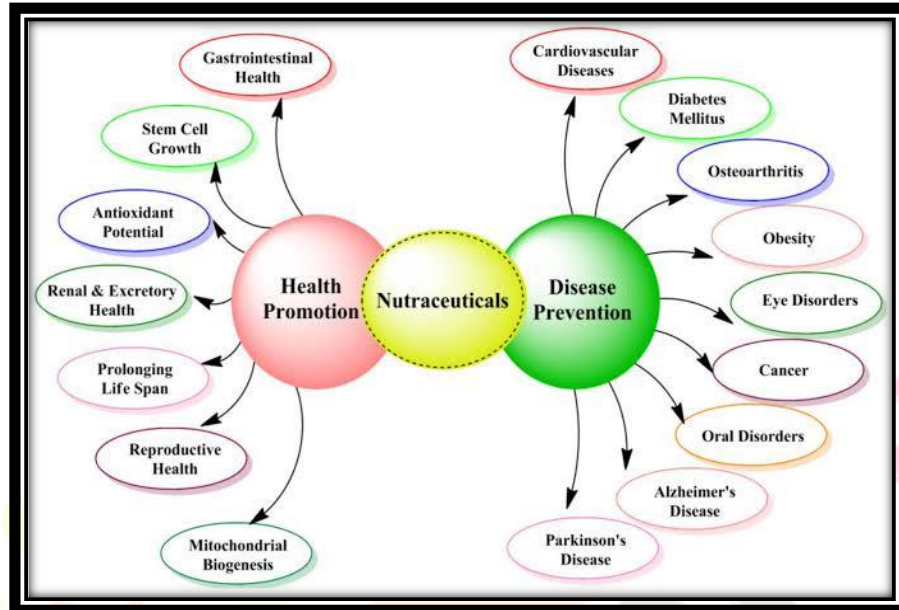 Gastrointestinal
Health
Stem Cell
Growth
Antioxidant
Potential
Renal & Excretory
Health
Prolonging
Life Span
Reproductive
Health
Mitochondrial
Biogenesis
Health
Promotion
Nutraceuticals
Disease
Prevention
Cardiovascular
Diseases
Diabetes
Mellitus
Osteoarthritis
Obesity
Eye Disorders
Cancer
Oral Disorders
Alzheimer's
Disease
Parkinson's
Disease